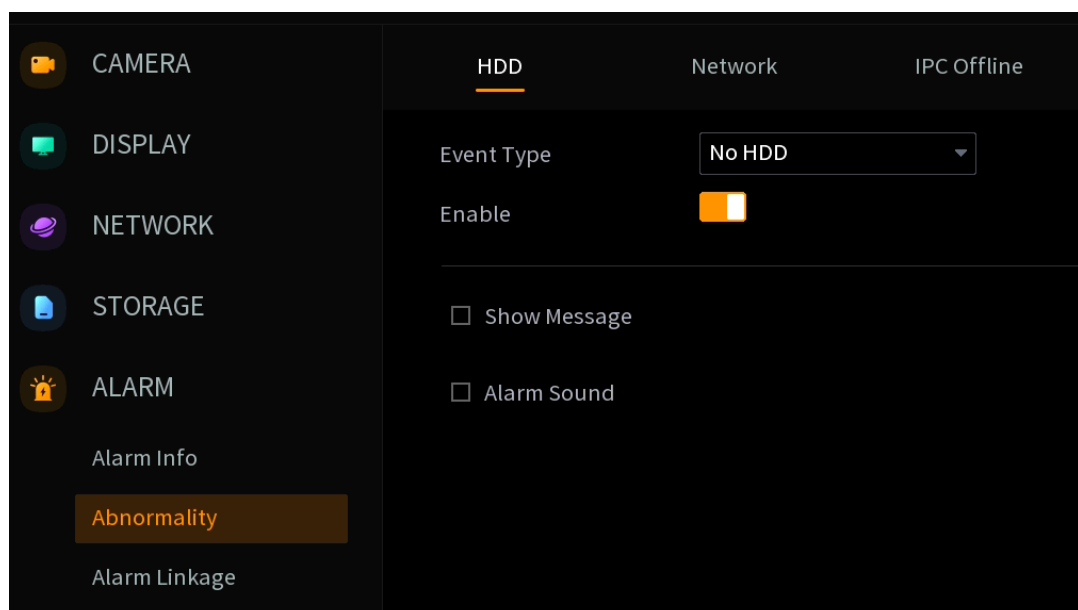 CAMERA
DISPLAY
NETWORK
STORAGE
ALARM
Alarm Info
Abnormality
Alarm Linkage
HDD
Network
IPC Offline
Event Type
No HDD
Enable
Show Message
Alarm Sound